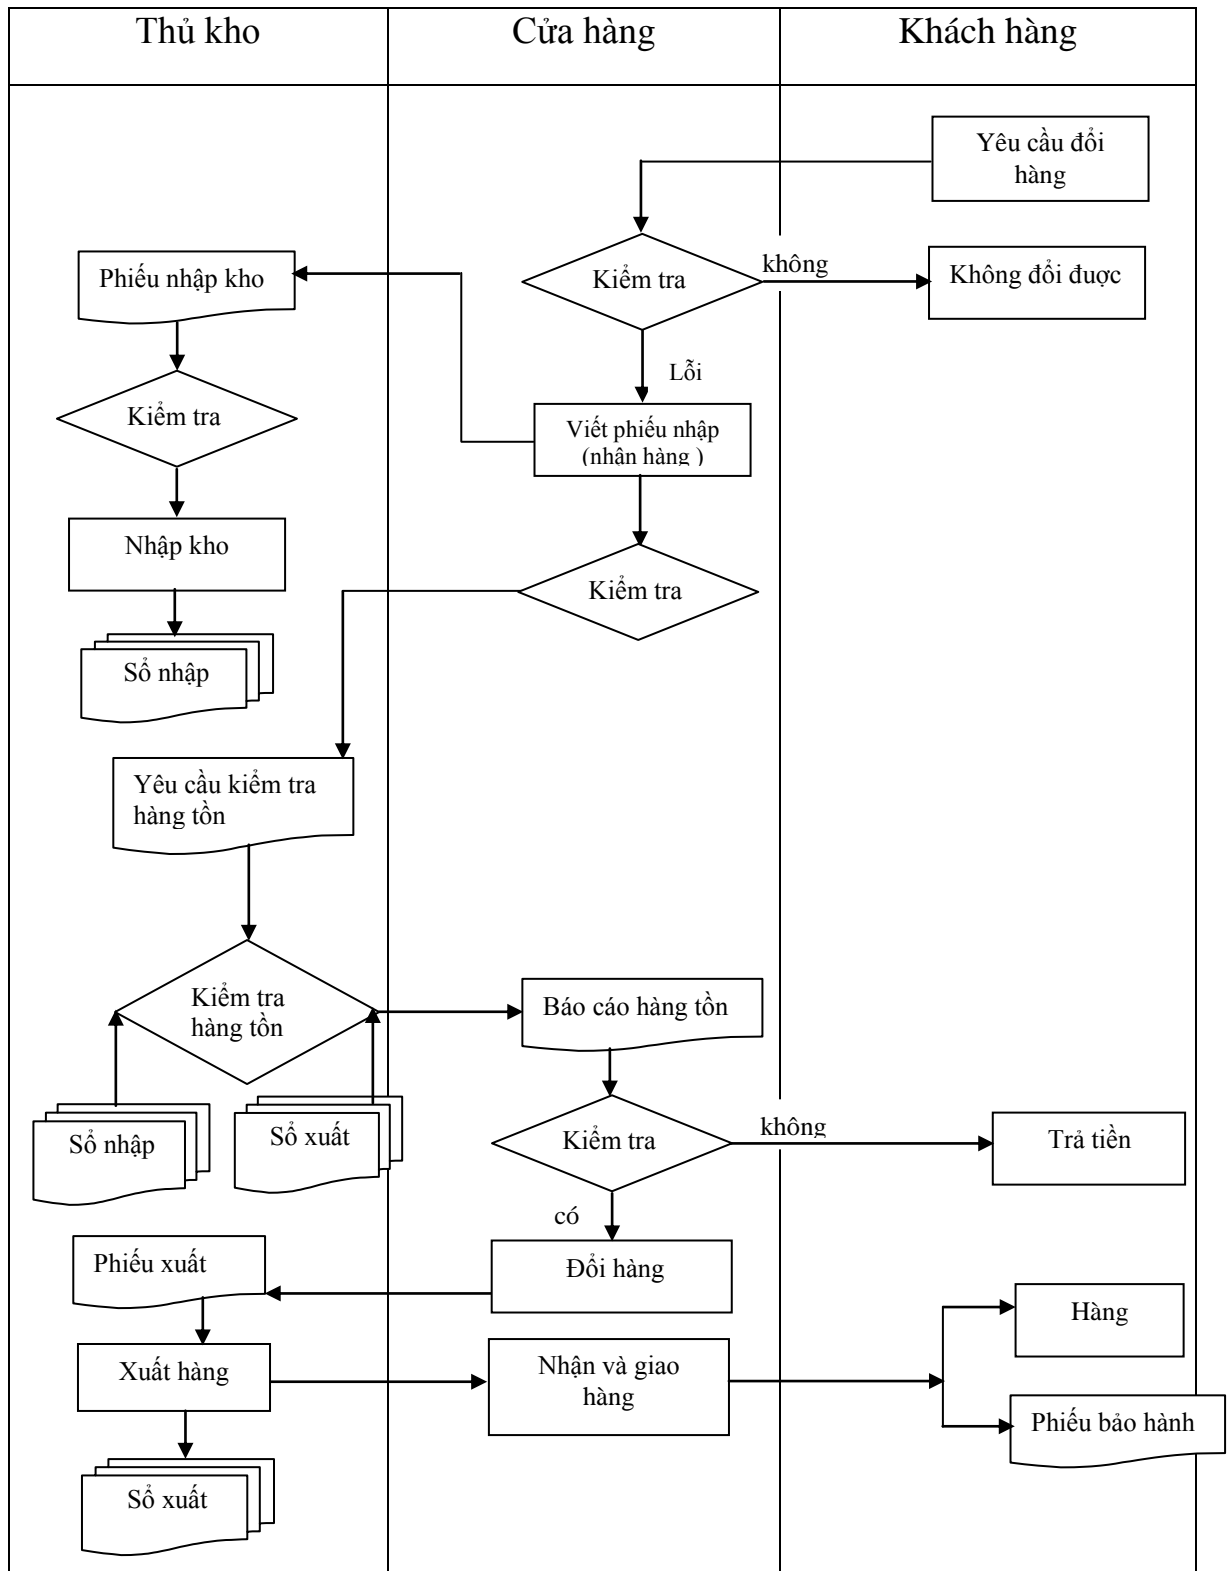 Thủ kho
Cửa hàng
Khách hàng
Yêu cầu đổi
hàng
Phiếu nhập kho
Kiểm tra
không
Không đổi đuợc
Lỗi
Kiểm tra
Viết phiếu nhập
(nhận hàng )
Nhập kho
Kiểm tra
Sổ nhập
Yêu cầu kiểm tra
hàng tồn
Kiểm tra
hàng tồn
Báo cáo hàng tồn
Sổ nhập
Sổ xuất
Kiểm tra
không
Trả tiền
có
Phiếu xuất
Đổi hàng
Hàng
Xuất hàng
Nhận và giao
hàng
Phiếu bảo hành
Sổ xuất